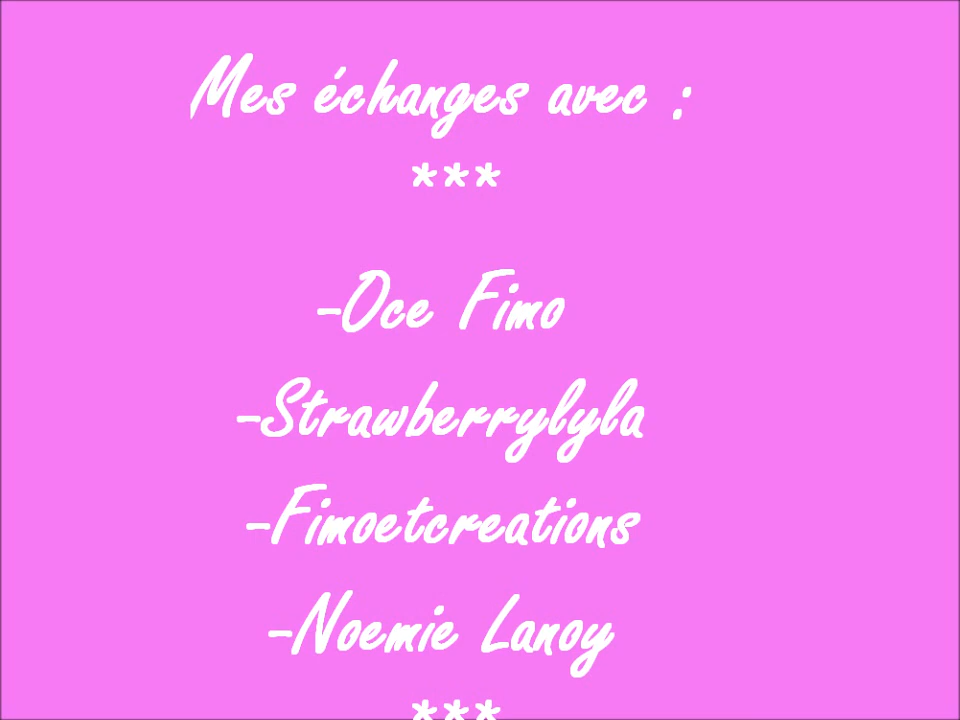 Mes échanges avec :
***
-Oce Fimo
-Strawberrylyla
-Fimoetcreations
-Noemie Lanoy
***